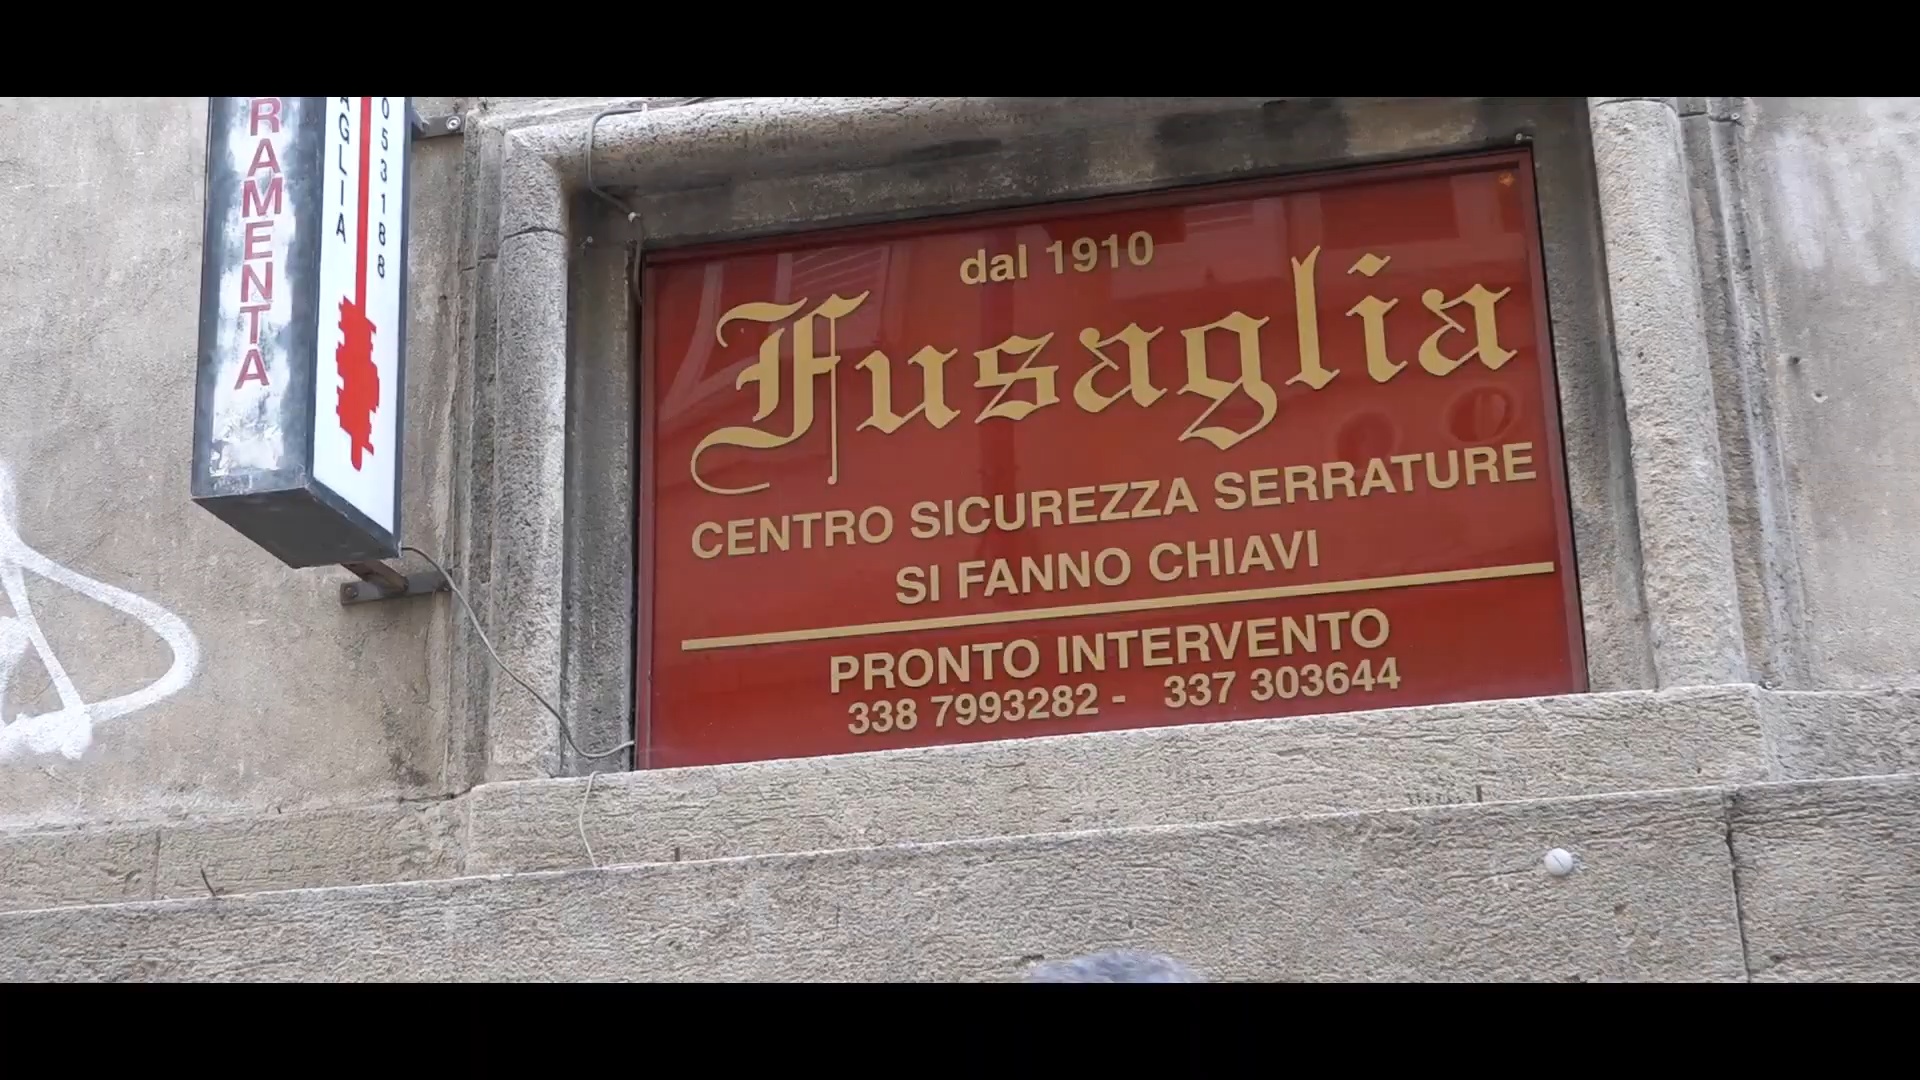 RAMENTA
AGLIA
053188
dal 1910
Fusaglia
CENTRO SICUREZZA SERRATURE
SI FANNO CHIAVI
PRONTO INTERVENTO
338 7993282 - 337 303644